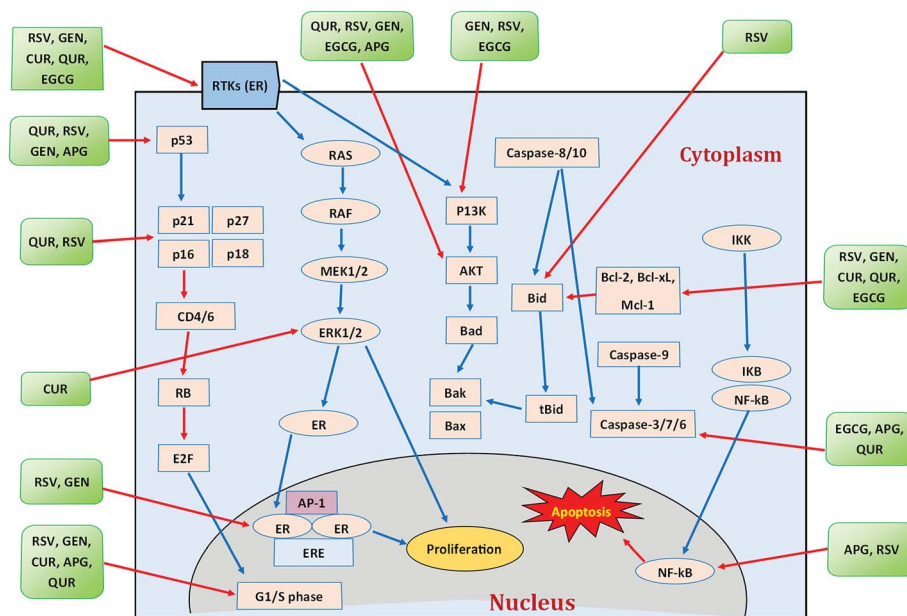 RSV, GEN,
CUR, QUR,
EGCG
QUR, RSV, GEN,
EGCG, APG
GEN, RSV,
EGCG
RSV
RTKs (ER)
QUR, RSV,
GEN, APG
p53
RAS
Caspase-8/10
Cytoplasm
QUR, RSV
p21
p27
p16
p18
RAF
P13K
IKK
MEK1/2
AKT
Bid
Bcl-2, Bcl-xL,
Mcl-1
RSV, GEN,
CUR, QUR,
EGCG
CD4/6
ERK1/2
Bad
Caspase-9
CUR
RB
Bak
tBid
IKB
NF-kB
ER
Bax
Caspase-3/7/6
EGCG, APG,
QUR
E2F
RSV, GEN
AP-1
ER
ER
ERE
Proliferation
Apoptosis
RSV, GEN,
CUR, APG,
QUR
G1/S phase
NF-kB
APG, RSV
Nucleus